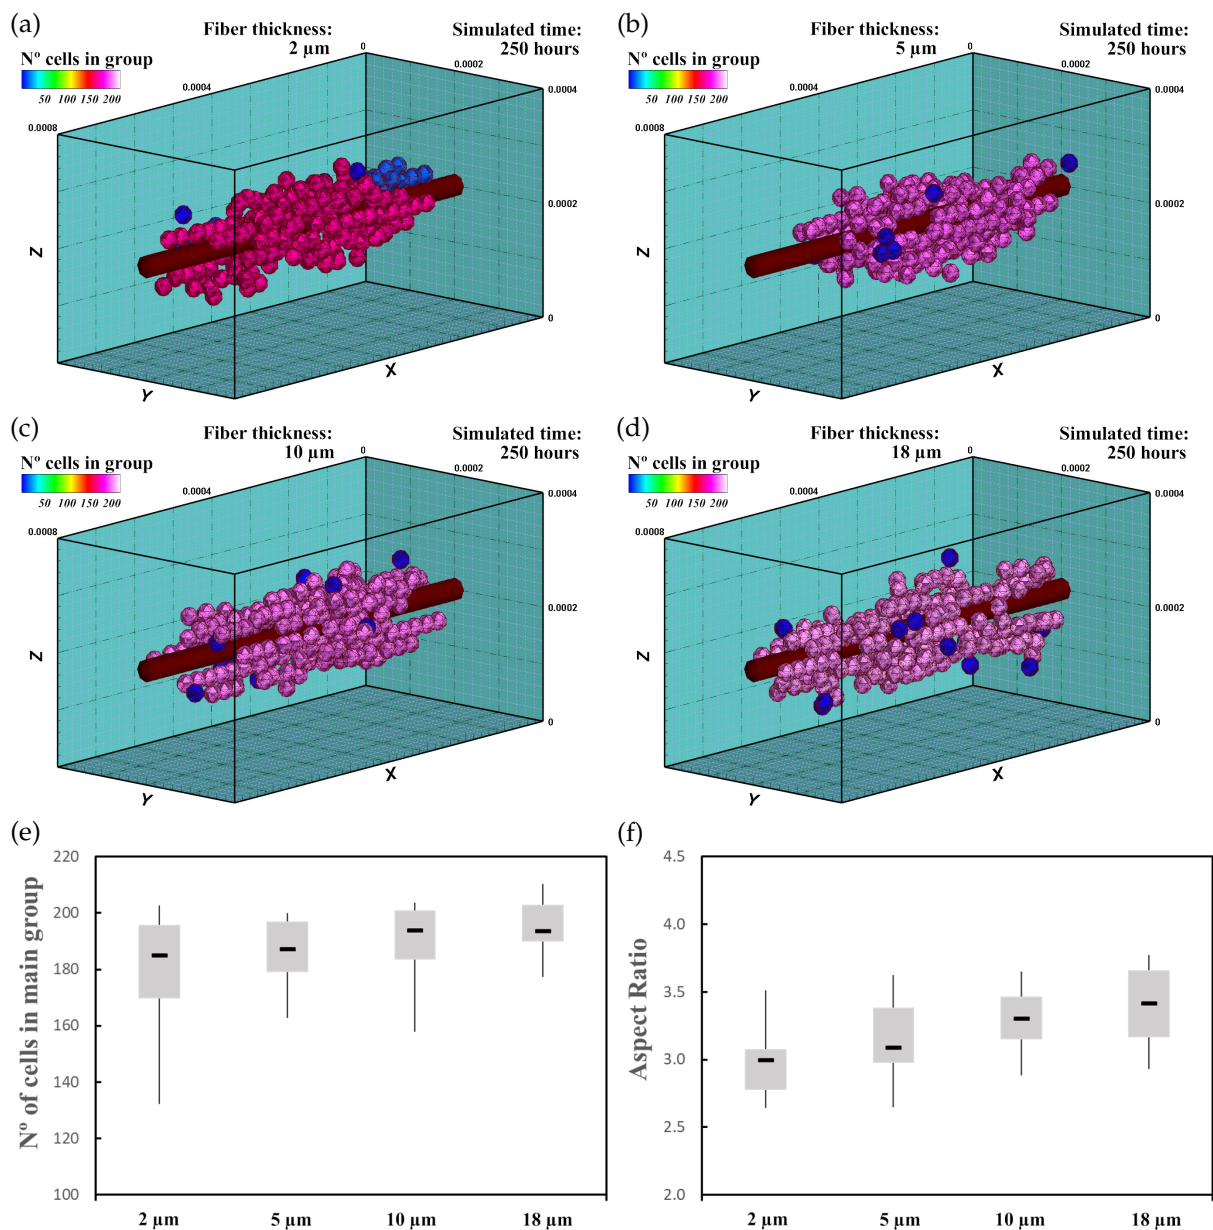 (a)
Fiber thickness:
2 µm
Simulated time:
250 hours
Nº cells in group
50 100 150 200
0
0.0002
0.0004
0.0004
0.0008
0.0002
0
Z
Y
X
(b)
Fiber thickness:
5 µm
Simulated time:
250 hours
Nº cells in group
50 100 150 200
0
0.0002
0.0004
0.0004
0.0008
0.0002
0
Z
Y
X
(c)
Fiber thickness:
10 µm
Simulated time:
250 hours
Nº cells in group
50 100 150 200
0
0.0002
0.0004
0.0004
0.0008
0.0002
0
Z
Y
X
(d)
Fiber thickness:
18 µm
Simulated time:
250 hours
Nº cells in group
50 100 150 200
0
0.0002
0.0004
0.0004
0.0008
0.0002
0
Z
Y
X
(e)
Nº of cells in main group
220
200
180
160
140
120
100
2 µm 5 µm 10 µm 18 µm
(f)
Aspect Ratio
4.5
4.0
3.5
3.0
2.5
2.0
2 µm 5 µm 10 µm 18 µm